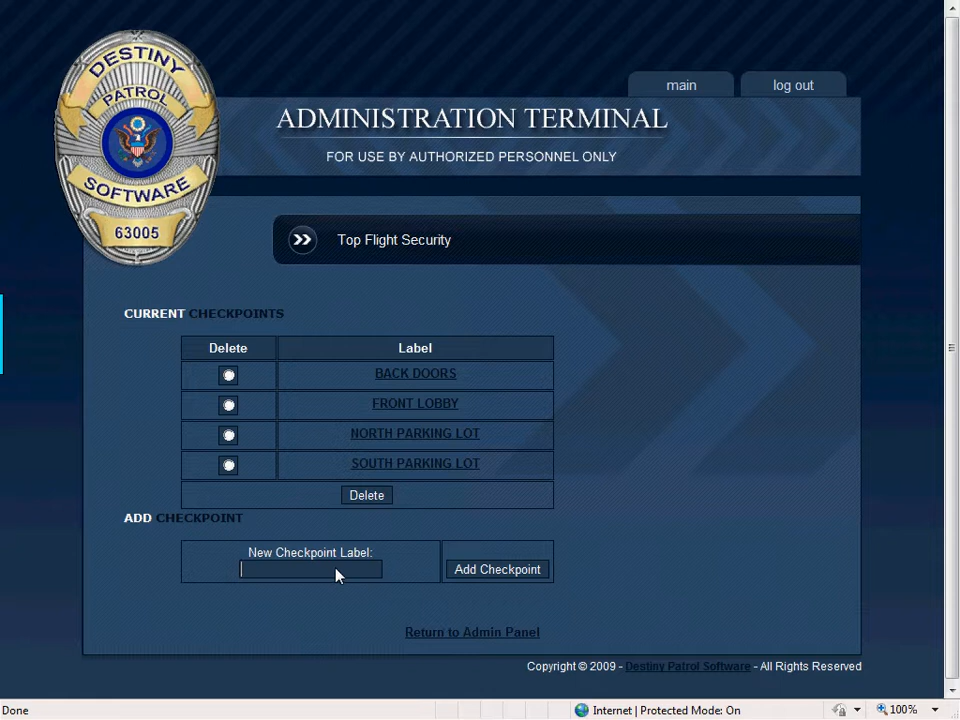 DESTINY
PATROL
SOFTWARE
63005
main
log out
ADMINISTRATION TERMINAL
FOR USE BY AUTHORIZED PERSONNEL ONLY
Top Flight Security
CURRENT CHECKPOINTS
Delete Label
BACK DOORS
FRONT LOBBY
NORTH PARKING LOT
SOUTH PARKING LOT
Delete
ADD CHECKPOINT
New Checkpoint Label:
Add Checkpoint
Return to Admin Panel
Copyright © 2009 - Destiny Patrol Software - All Rights Reserved
Done
Internet | Protected Mode: On
100%